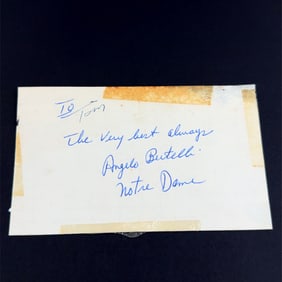 To Tom
The very best always
Angelo Bertelli
Notre Dame